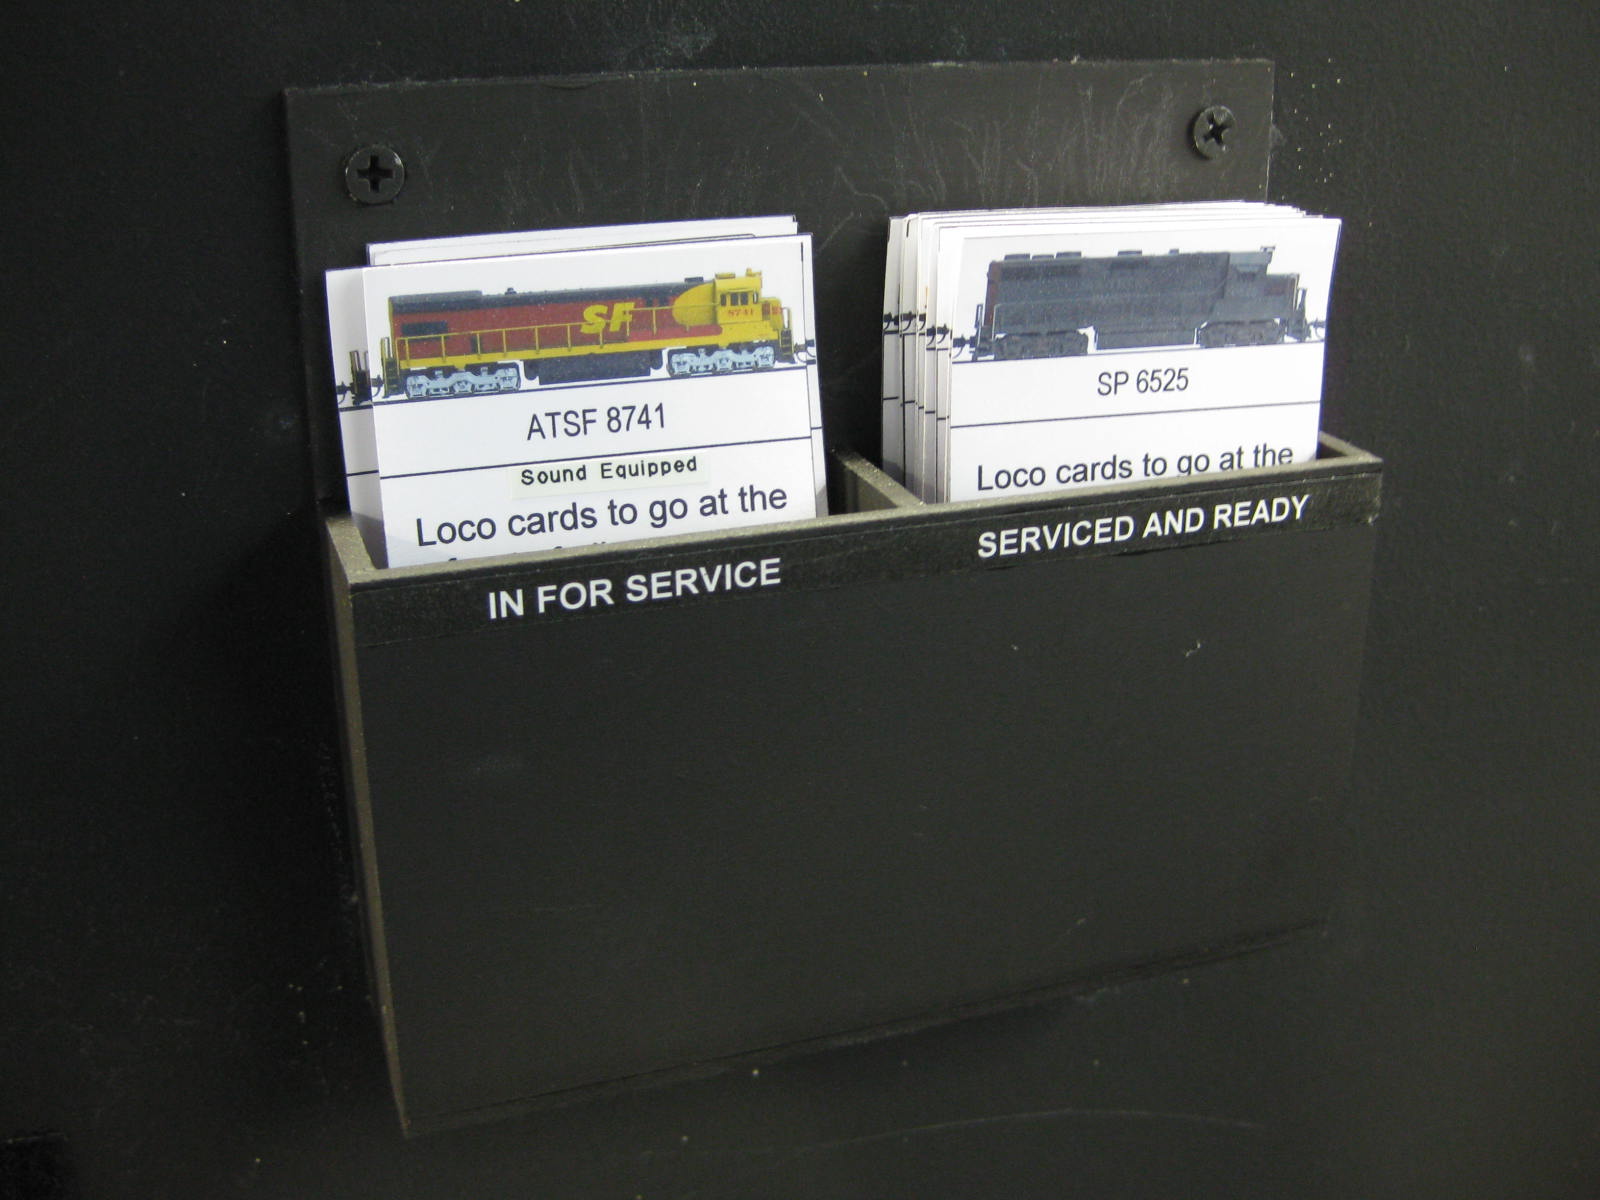 SF
8741
ATSF 8741
Sound Equipped
Loco cards to go at the
IN FOR SERVICE
SP 6525
Loco cards to go at the
SERVICED AND READY